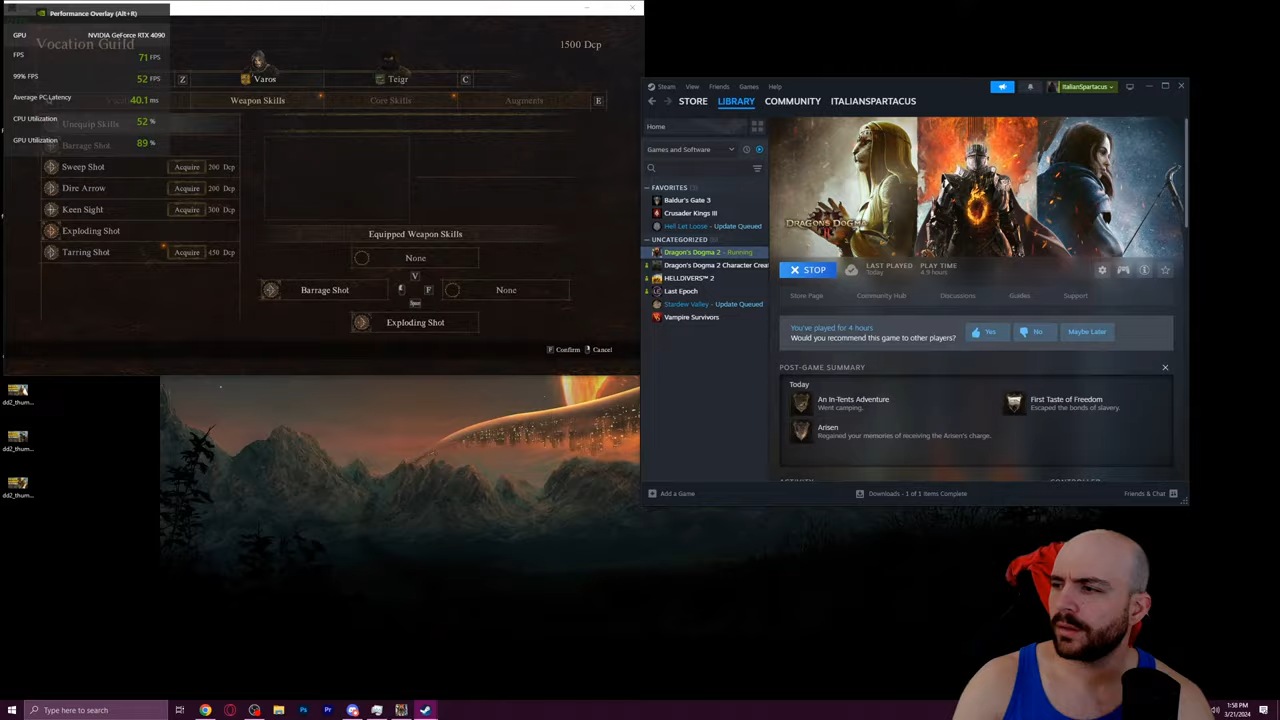 Performance Overlay (Alt+R)
GPU
NVIDIA GeForce RTX 4090
FPS
71 FPS
99% FPS
52 FPS
Average PC Latency
40.1 ms
CPU Utilization
52 %
GPU Utilization
89 %
Vocation Guild
1500 Dcp
Z
Varos
Teigr
C
Weapon Skills
Core Skills
Augments
E
Unequip Skills
Barrage Shot
Sweep Shot
Acquire
200 Dcp
Dire Arrow
Acquire
200 Dcp
Keen Sight
Acquire
300 Dcp
Exploding Shot
Tarring Shot
Acquire
450 Dcp
Equipped Weapon Skills
None
V
Barrage Shot
F
None
Exploding Shot
F Confirm
Cancel
Steam
View
Friends
Games
Help
ItalianSpartacus
STORE
LIBRARY
COMMUNITY
ITALIANSPARTACUS
Home
Games and Software
FAVORITES
Baldur's Gate 3
Crusader Kings III
Hell Let Loose - Update Queued
UNCATEGORIZED
Dragon's Dogma 2 - Running
Dragon's Dogma 2 Character Creat
HELLDIVERS™ 2
Last Epoch
Stardew Valley - Update Queued
Vampire Survivors
DRAGON'S DOGMA
STOP
LAST PLAYED
Today
PLAY TIME
4.9 hours
Store Page
Community Hub
Discussions
Guides
Support
You've played for 4 hours
Would you recommend this game to other players?
Yes
No
Maybe Later
POST-GAME SUMMARY
Today
An In-Tents Adventure
Went camping.
First Taste of Freedom
Escaped the bonds of slavery.
Arisen
Regained your memories of receiving the Arisen's charge.
Add a Game
Downloads - 1 of 1 Items Complete
Friends & Chat
dd2_thum...
dd2_thum...
dd2_thum...
Type here to search
Ps
Pr
1:58 PM
3/21/2024